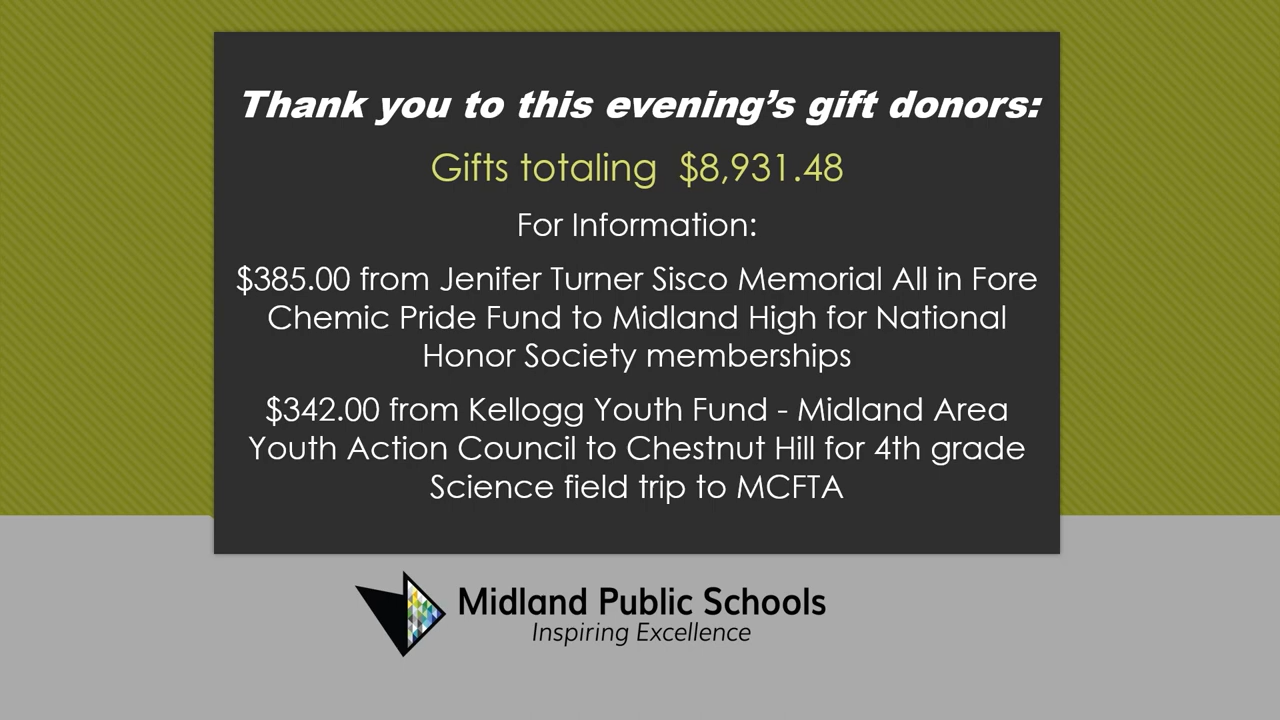 Thank you to this evening’s gift donors:
Gifts totaling $8,931.48
For Information:
$385.00 from Jenifer Turner Sisco Memorial All in Fore
Chemic Pride Fund to Midland High for National
Honor Society memberships
$342.00 from Kellogg Youth Fund - Midland Area
Youth Action Council to Chestnut Hill for 4th grade
Science field trip to MCFTA
Midland Public Schools
Inspiring Excellence